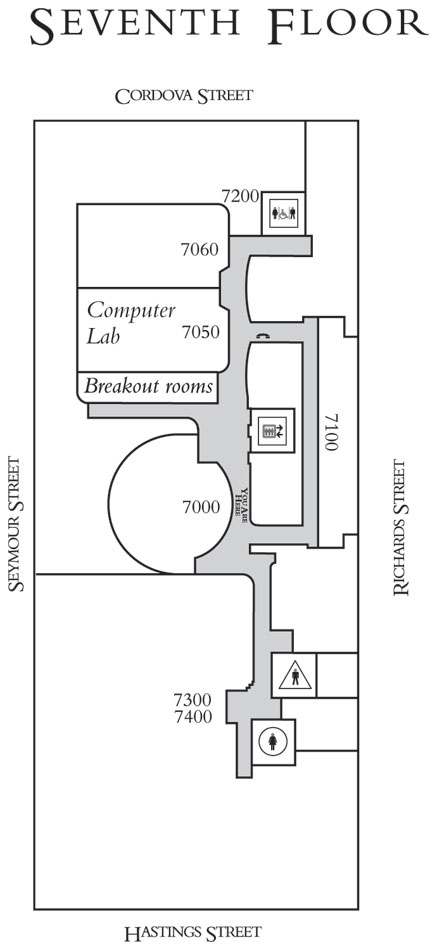 SEVENTH FLOOR
CORDOVA STREET
7200
7060
Computer
Lab
7050
Breakout rooms
7100
7000
YOU ARE
HERE
SEYMOUR STREET
RICHARDS STREET
7300
7400
HASTINGS STREET